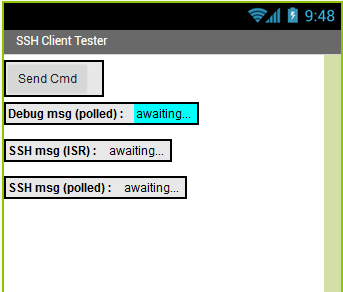 9:48
SSH Client Tester
Send Cmd
Debug msg (polled) : awaiting...
SSH msg (ISR) : awaiting...
SSH msg (polled) : awaiting...